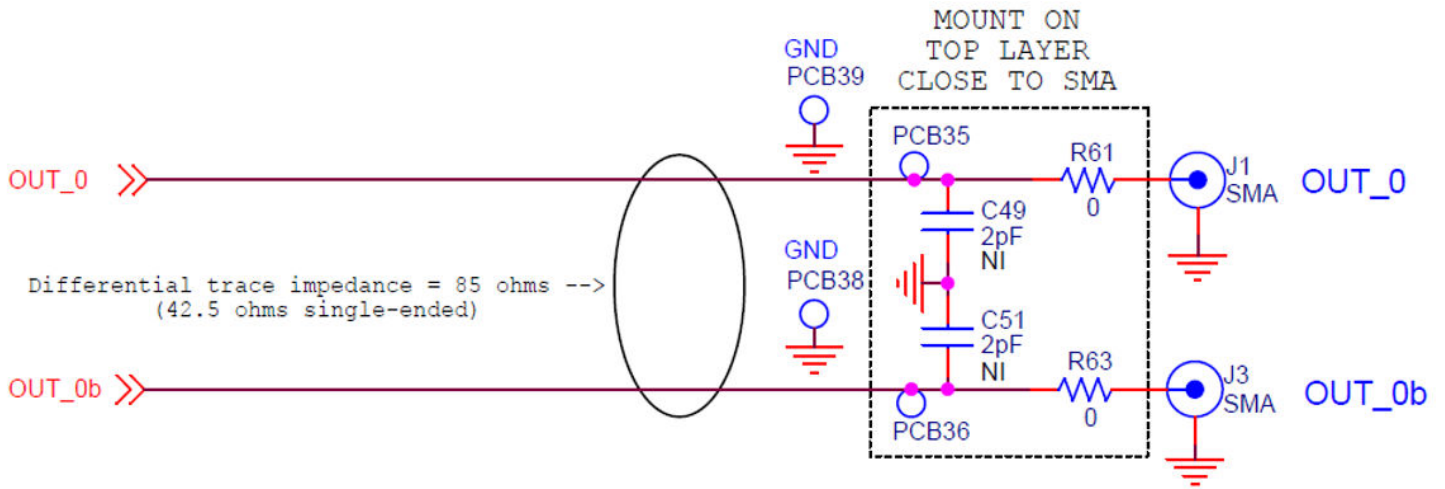 MOUNT ON
TOP LAYER
CLOSE TO SMA
GND
PCB39
PCB35
R61
0
J1
SMA
OUT_0
OUT_0
C49
2pF
NI
GND
PCB38
Differential trace impedance = 85 ohms -->
(42.5 ohms single-ended)
C51
2pF
NI
R63
0
J3
SMA
OUT_0b
OUT_0b
PCB36